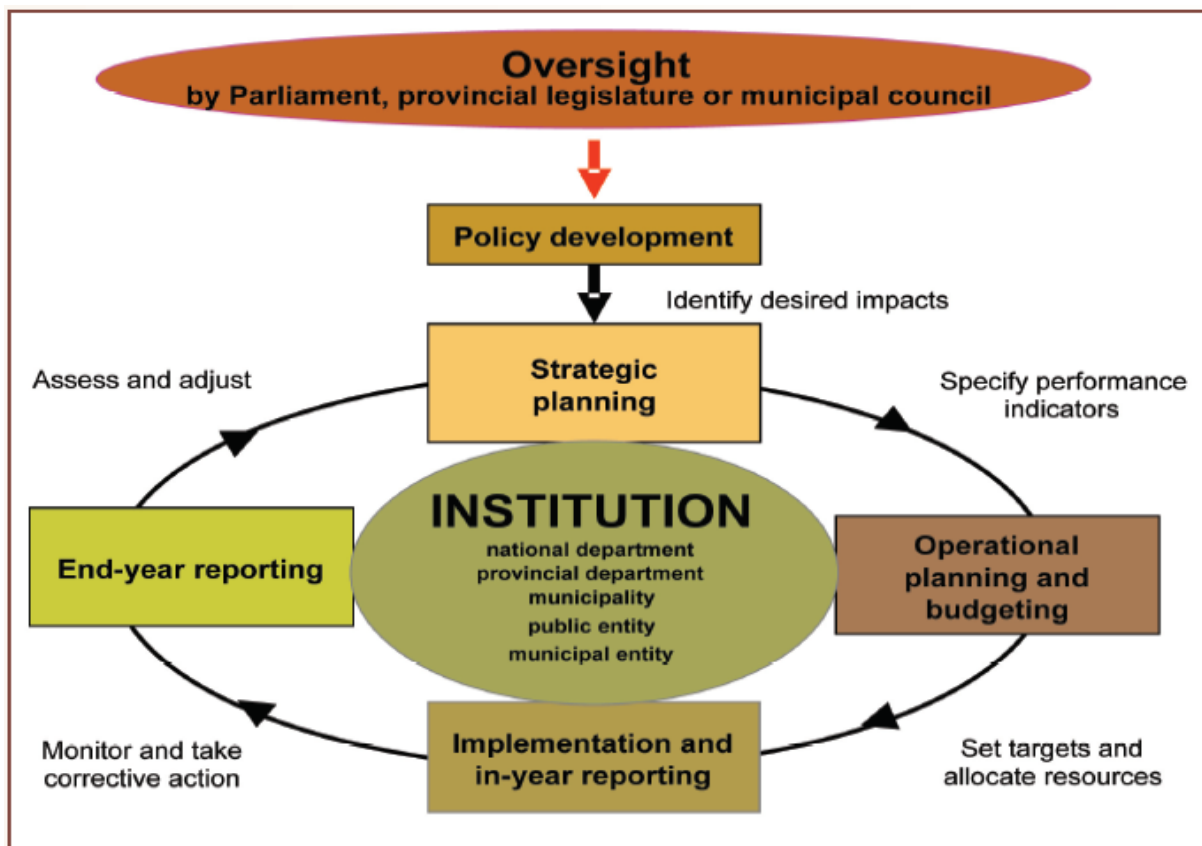 Oversight
by Parliament, provincial legislature or municipal council
Policy development
Identify desired impacts
Strategic
planning
Assess and adjust
Specify performance
indicators
INSTITUTION
national department
provincial department
municipality
public entity
municipal entity
End-year reporting
Operational
planning and
budgeting
Implementation and
in-year reporting
Monitor and take
corrective action
Set targets and
allocate resources